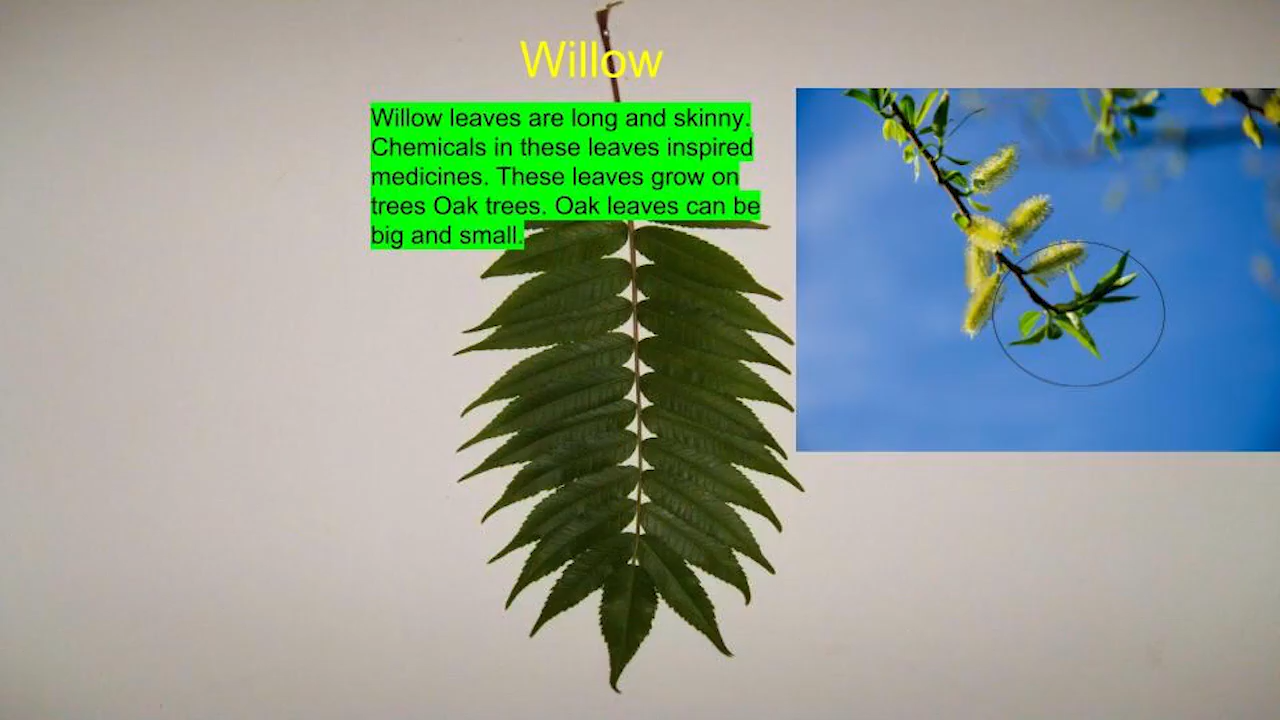 Willow
Willow leaves are long and skinny.
Chemicals in these leaves inspired
medicines. These leaves grow on
trees Oak trees. Oak leaves can be
big and small.